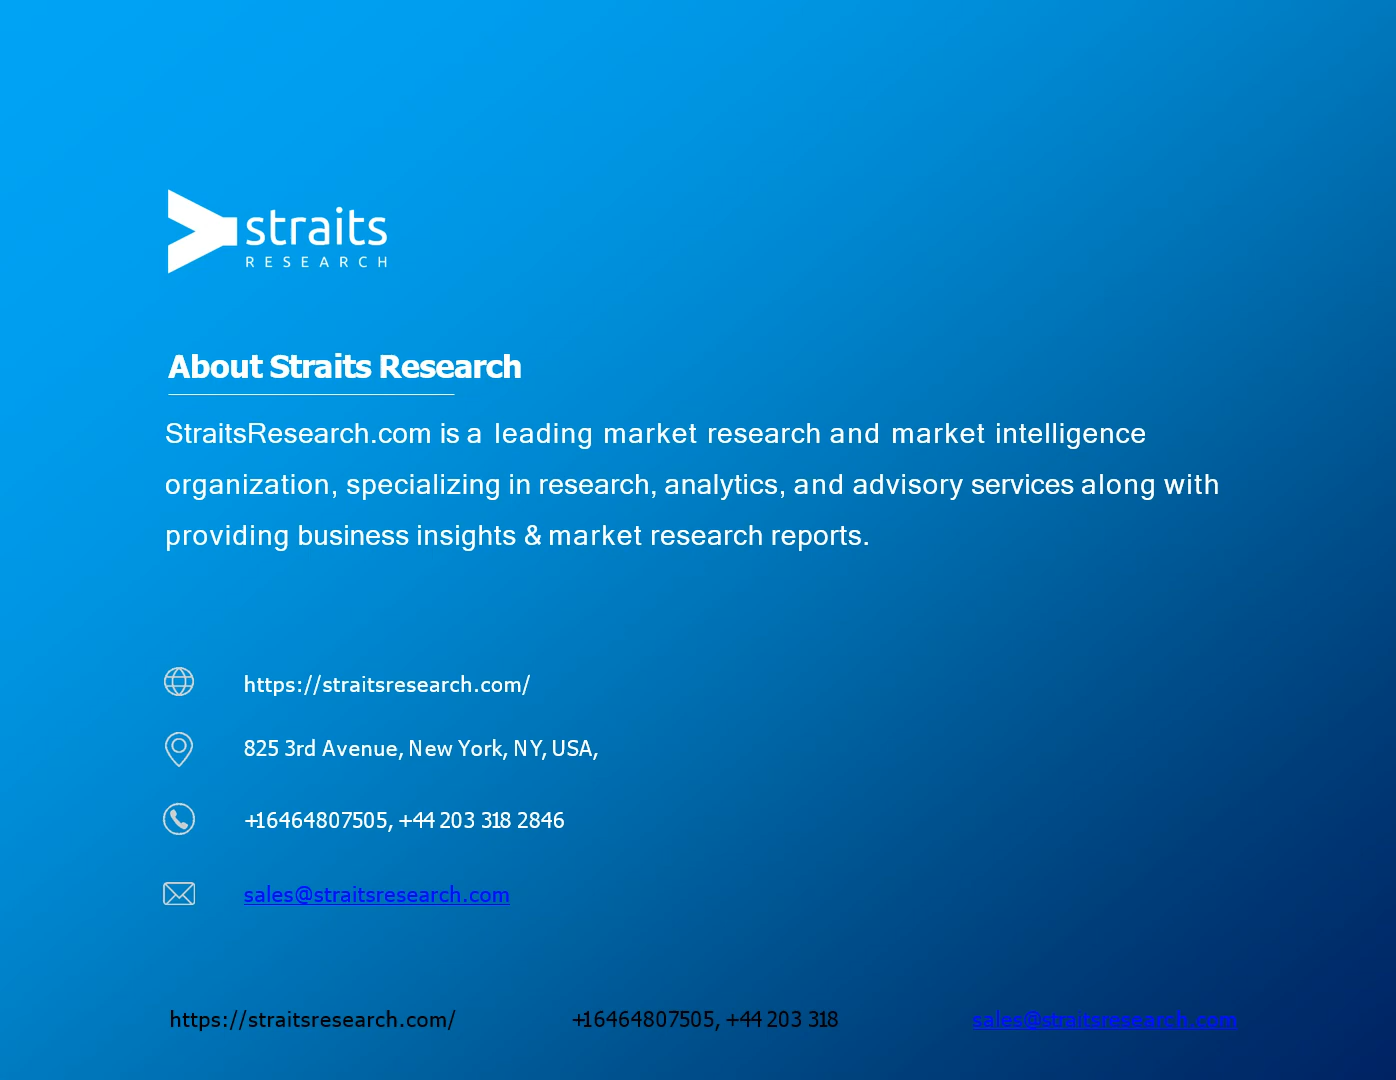 straits
RESEARCH
About Straits Research
StraitsResearch.com is a leading market research and market intelligence
organization, specializing in research, analytics, and advisory services along with
providing business insights & market research reports.
https://straitsresearch.com/
825 3rd Avenue, New York, NY, USA,
+16464807505, +44 203 318 2846
sales@straitsresearch.com
https://straitsresearch.com/ +16464807505, +44 203 318 sales@straitsresearch.com